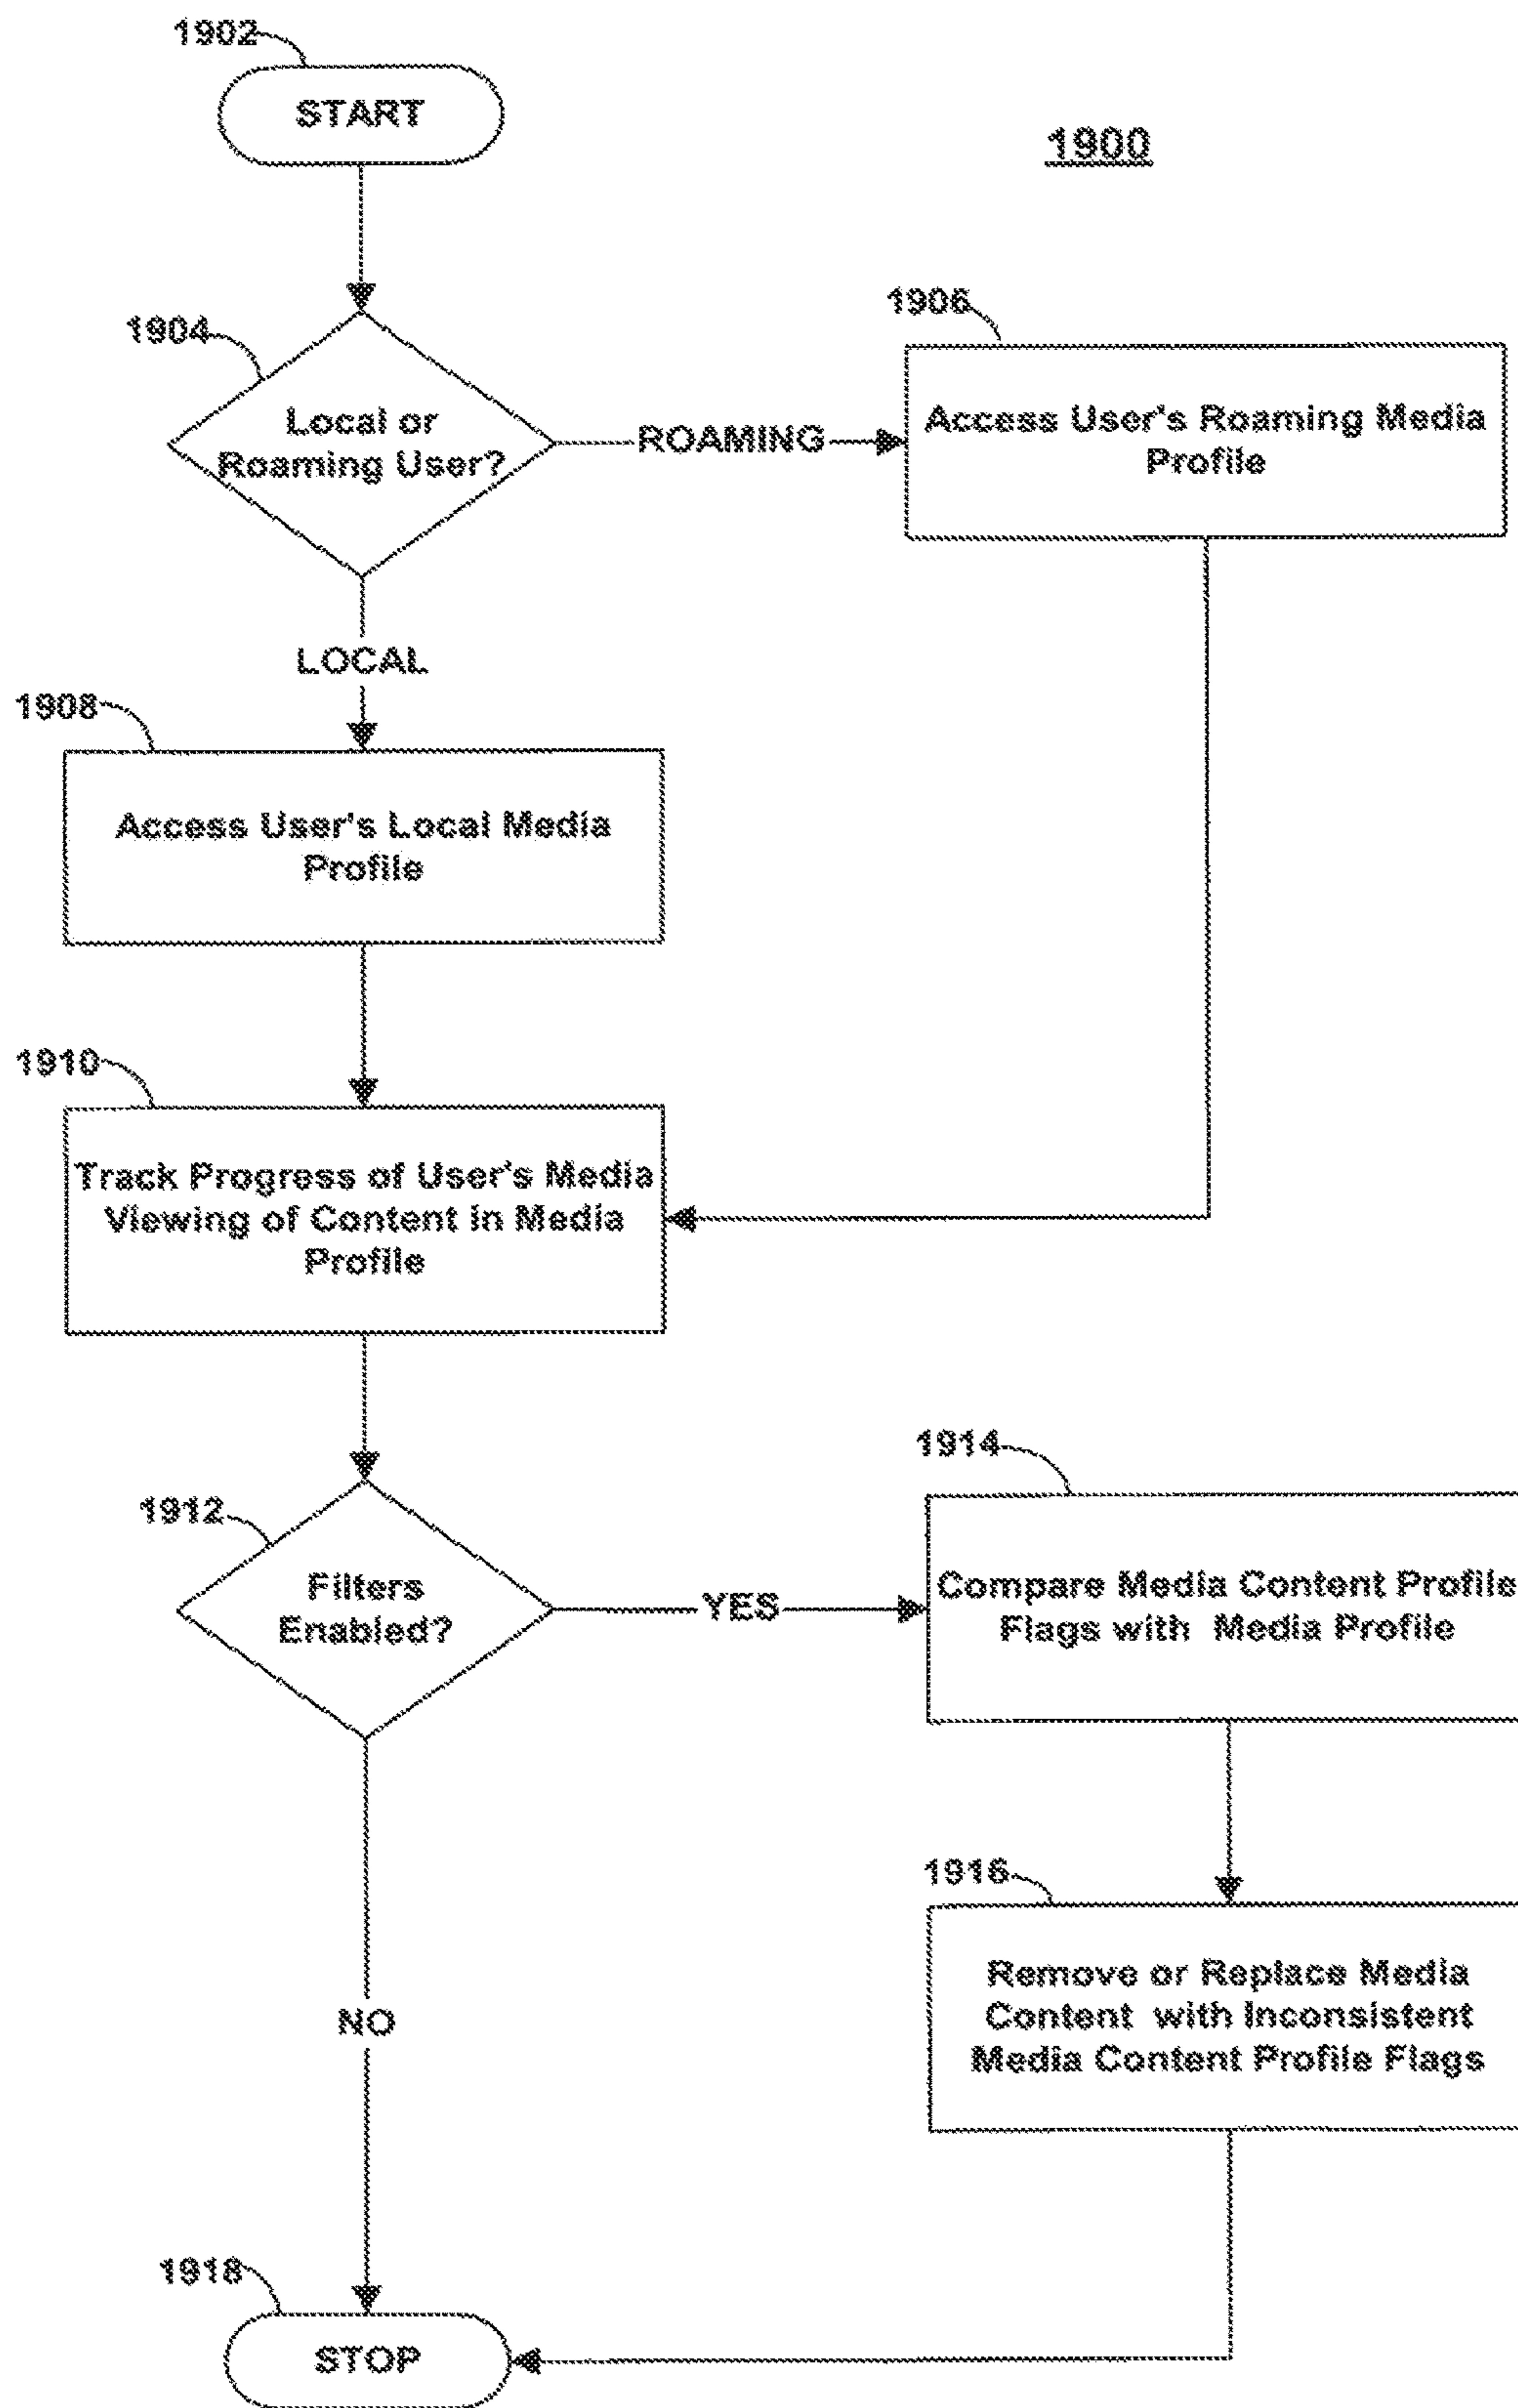 1902
START
1900
1904
Local or
Roaming User?
ROAMING
1906
Access User's Roaming Media
Profile
LOCAL
1908
Access User's Local Media
Profile
1910
Track Progress of User's Media
Viewing of Content in Media
Profile
1912
Filters
Enabled?
YES
1914
Compare Media Content Profile
Flags with Media Profile
1916
Remove or Replace Media
Content with Inconsistent
Media Content Profile Flags
NO
1918
STOP